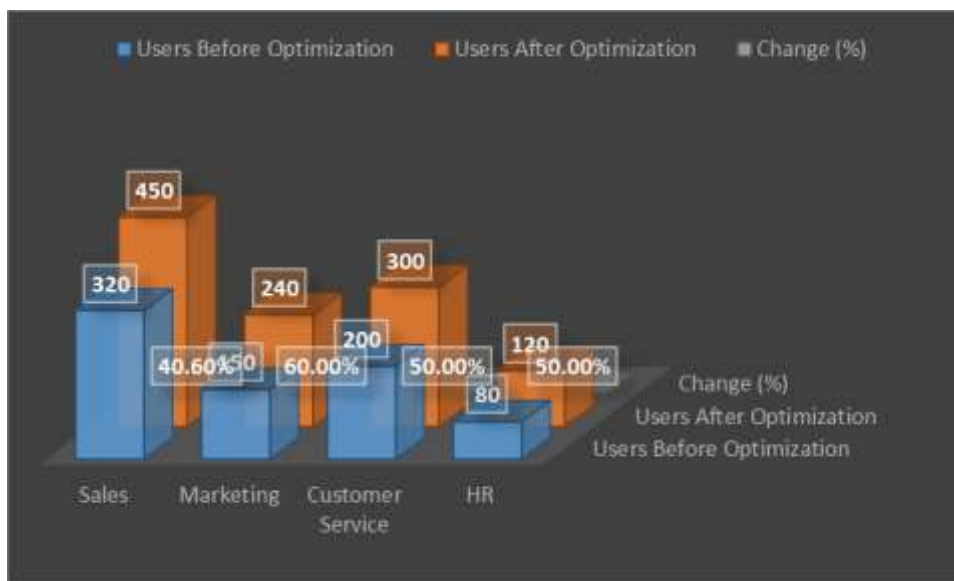 Users Before Optimization Users After Optimization Change (%)
450
320
240
300
200
120
40.60%
150
60.00%
50.00%
80
50.00%
Change (%)
Users After Optimization
Users Before Optimization
Sales Marketing Customer Service HR